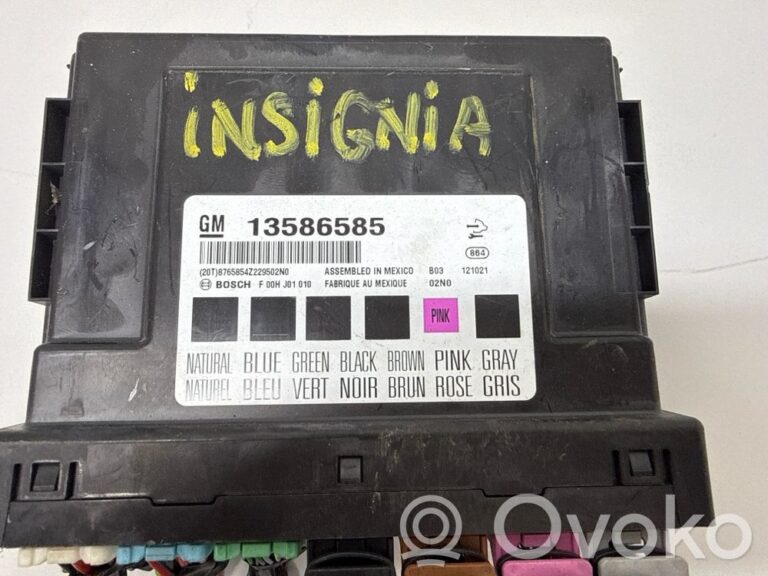 iNSiGNiA
GM 13586585
864
(20T)8765854Z229502N0 ASSEMBLED IN MEXICO B03 121021
BOSCH F 00H J01 010 FABRIQUE AU MEXIQUE 02N0
PINK
NATURAL BLUE GREEN BLACK BROWN PINK GRAY
NATUREL BLEU VERT NOIR BRUN ROSE GRIS
Ovoko